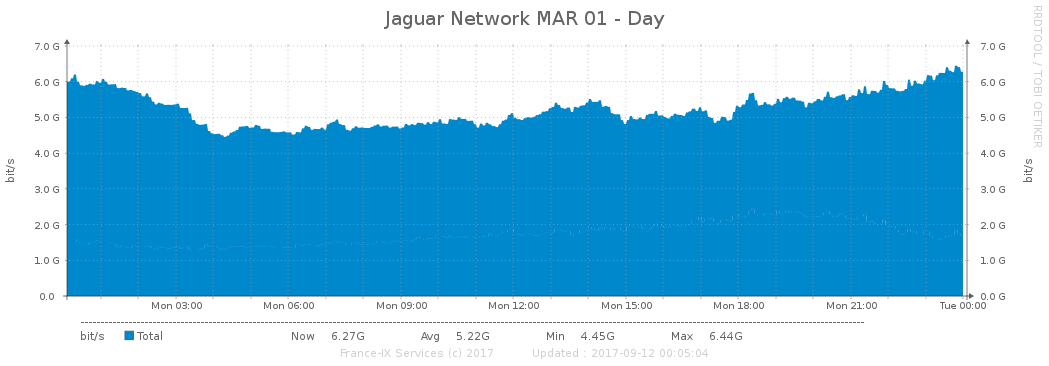 Jaguar Network MAR 01 - Day
RRDTOOL / TOBI OETIKER
7.0 G 7.0 G
6.0 G 6.0 G
5.0 G 5.0 G
4.0 G 4.0 G
3.0 G 3.0 G
2.0 G 2.0 G
1.0 G 1.0 G
0.0 0.0 G
bit/s
bit/s
Mon 03:00 Mon 06:00 Mon 09:00 Mon 12:00 Mon 15:00 Mon 18:00 Mon 21:00 Tue 00:00
bit/s Total Now 6.27G Avg 5.22G Min 4.45G Max 6.44G
France-IX Services (c) 2017 Updated : 2017-09-12 00:05:04